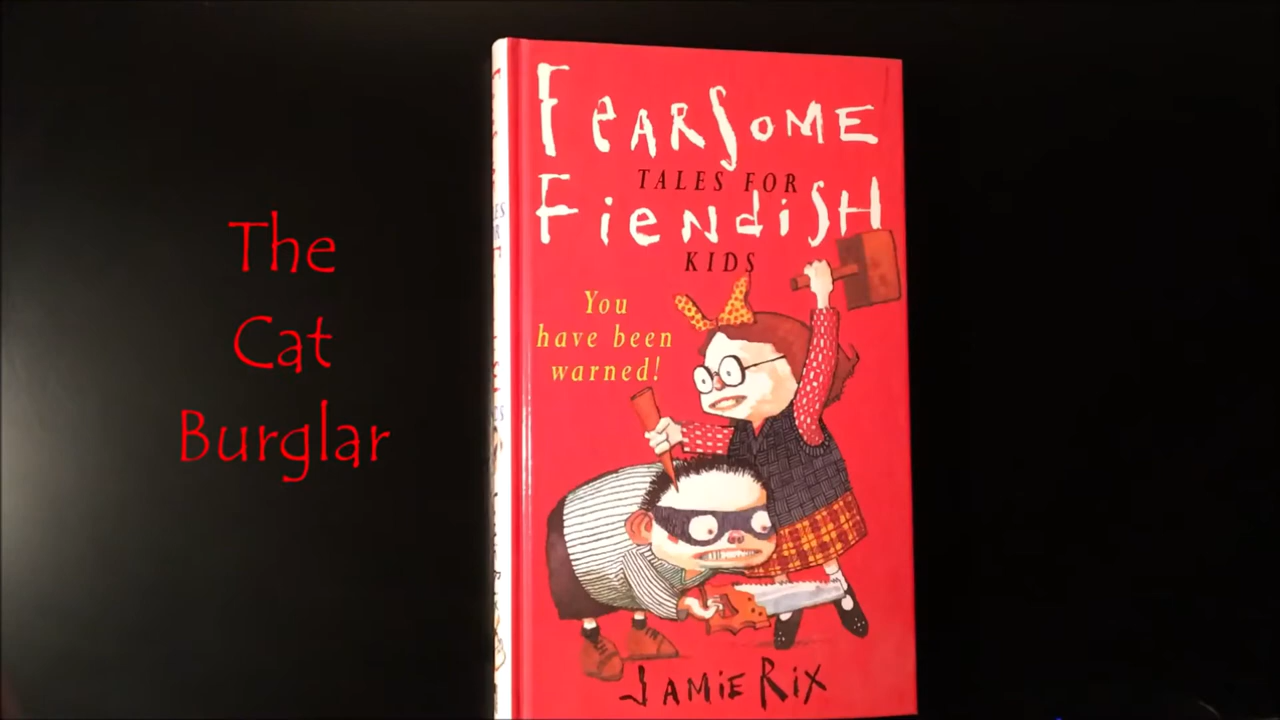 The
Cat
Burglar
FeARSoME
TALES FOR
FiENdiSH
KIDS
You
have been
warned!
JAMiE RiX